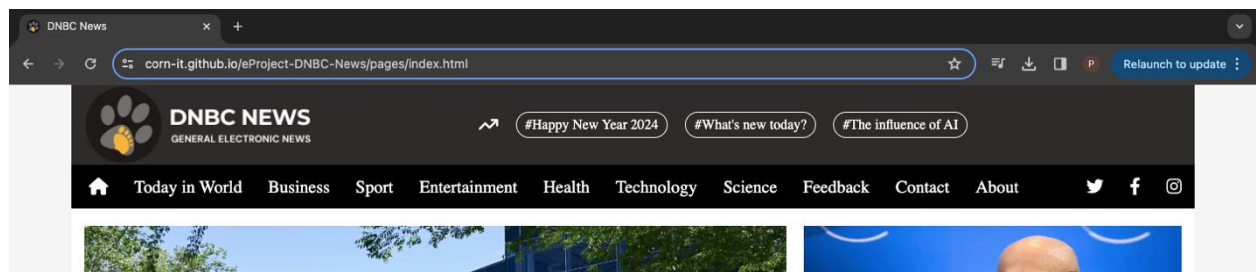 DNBC News
corn-it.github.io/eProject-DNBC-News/pages/index.html
P
Relaunch to update
DNBC NEWS
GENERAL ELECTRONIC NEWS
#Happy New Year 2024
#What's new today?
#The influence of AI
Today in World Business Sport Entertainment Health Technology Science Feedback Contact About